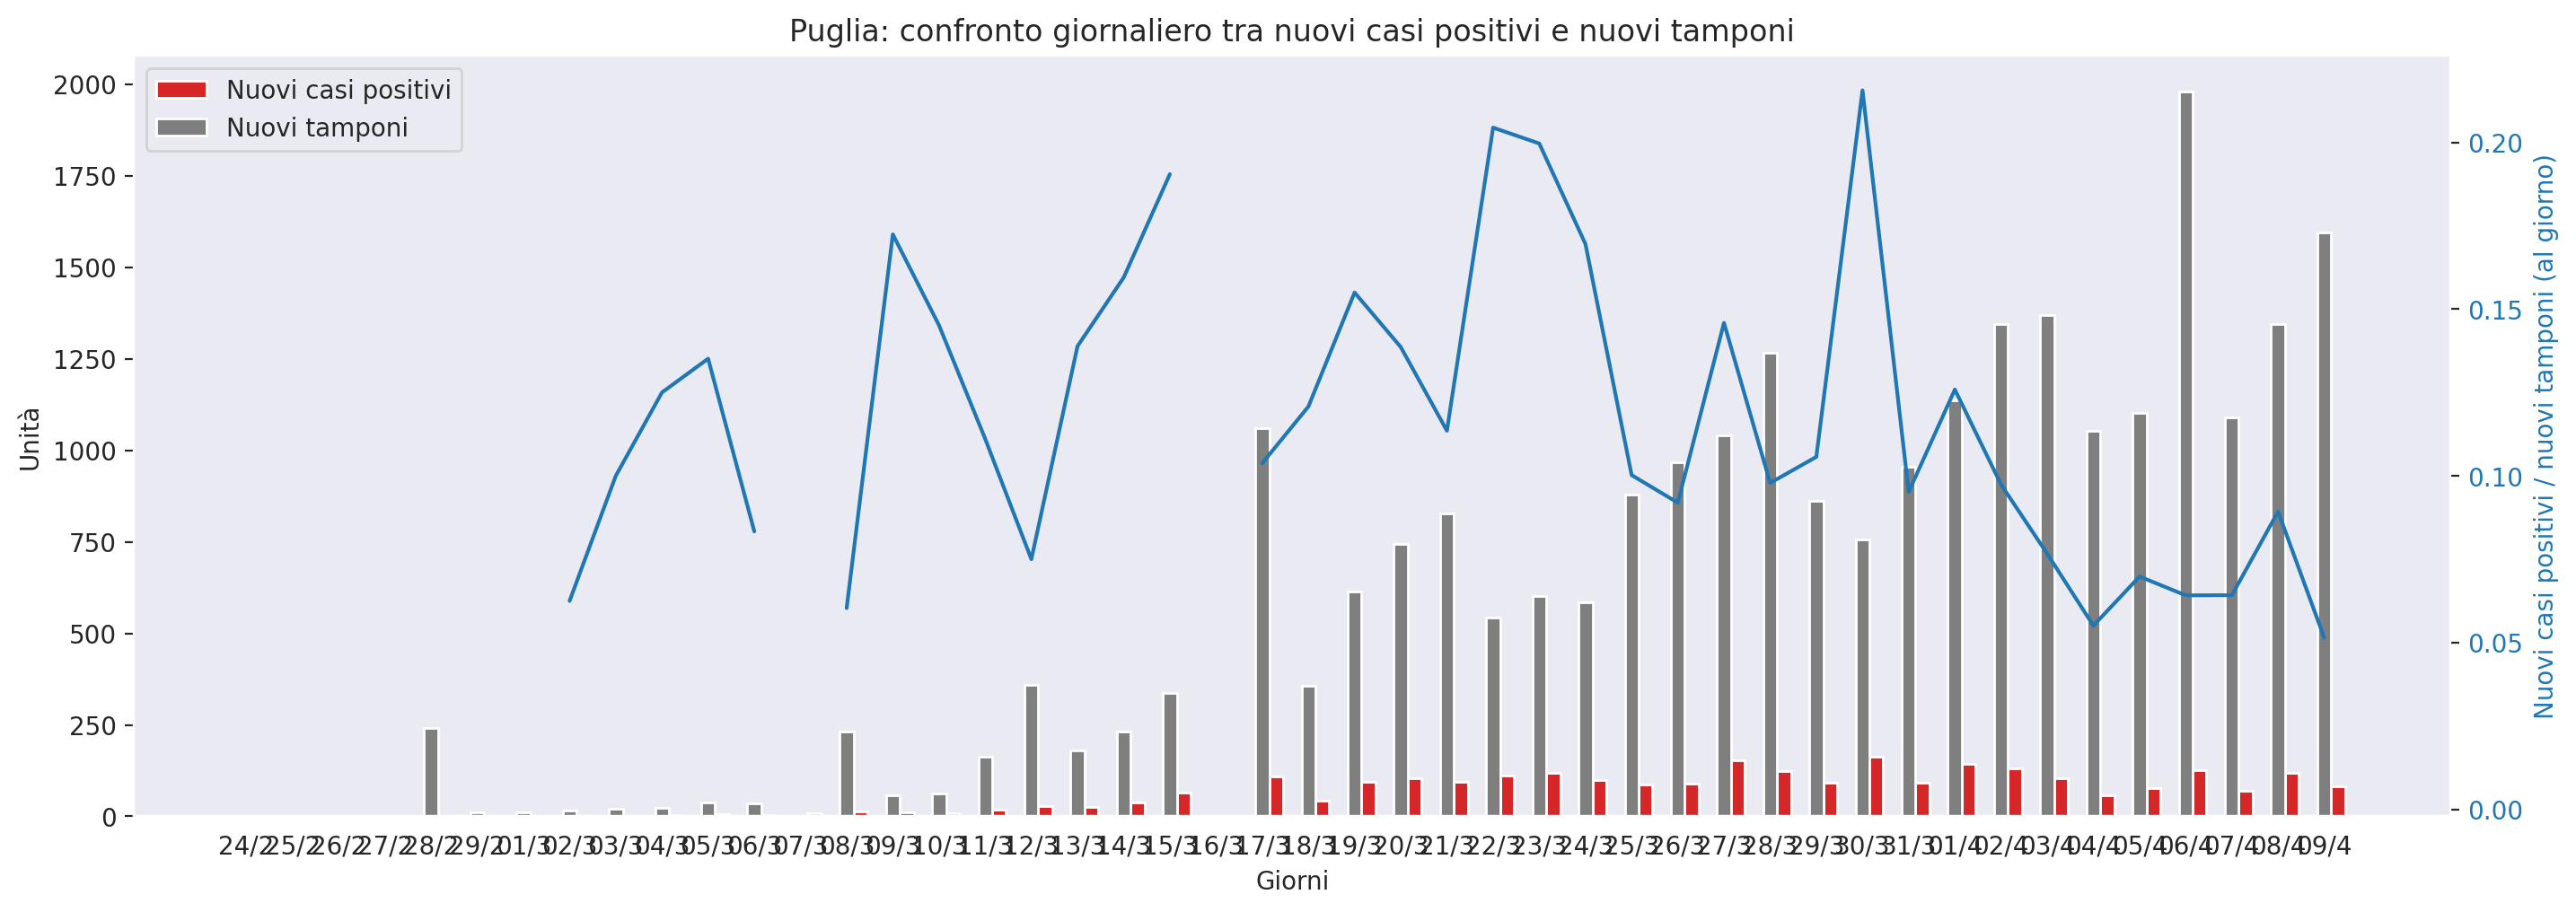 Puglia: confronto giornaliero tra nuovi casi positivi e nuovi tamponi
Nuovi casi positivi
Nuovi tamponi
2000
1750
1500
1250
1000
750
500
250
0
Unità
0.20
0.15
0.10
0.05
0.00
Nuovi casi positivi / nuovi tamponi (al giorno)
24/2 25/2 26/2 27/2 28/2 29/2 01/3 02/3 03/3 04/3 05/3 06/3 07/3 08/3 09/3 10/3 11/3 12/3 13/3 14/3 15/3 16/3 17/3 18/3 19/3 20/3 21/3 22/3 23/3 24/3 25/3 26/3 27/3 28/3 29/3 30/3 31/3 01/4 02/4 03/4 04/4 05/4 06/4 07/4 08/4 09/4
Giorni